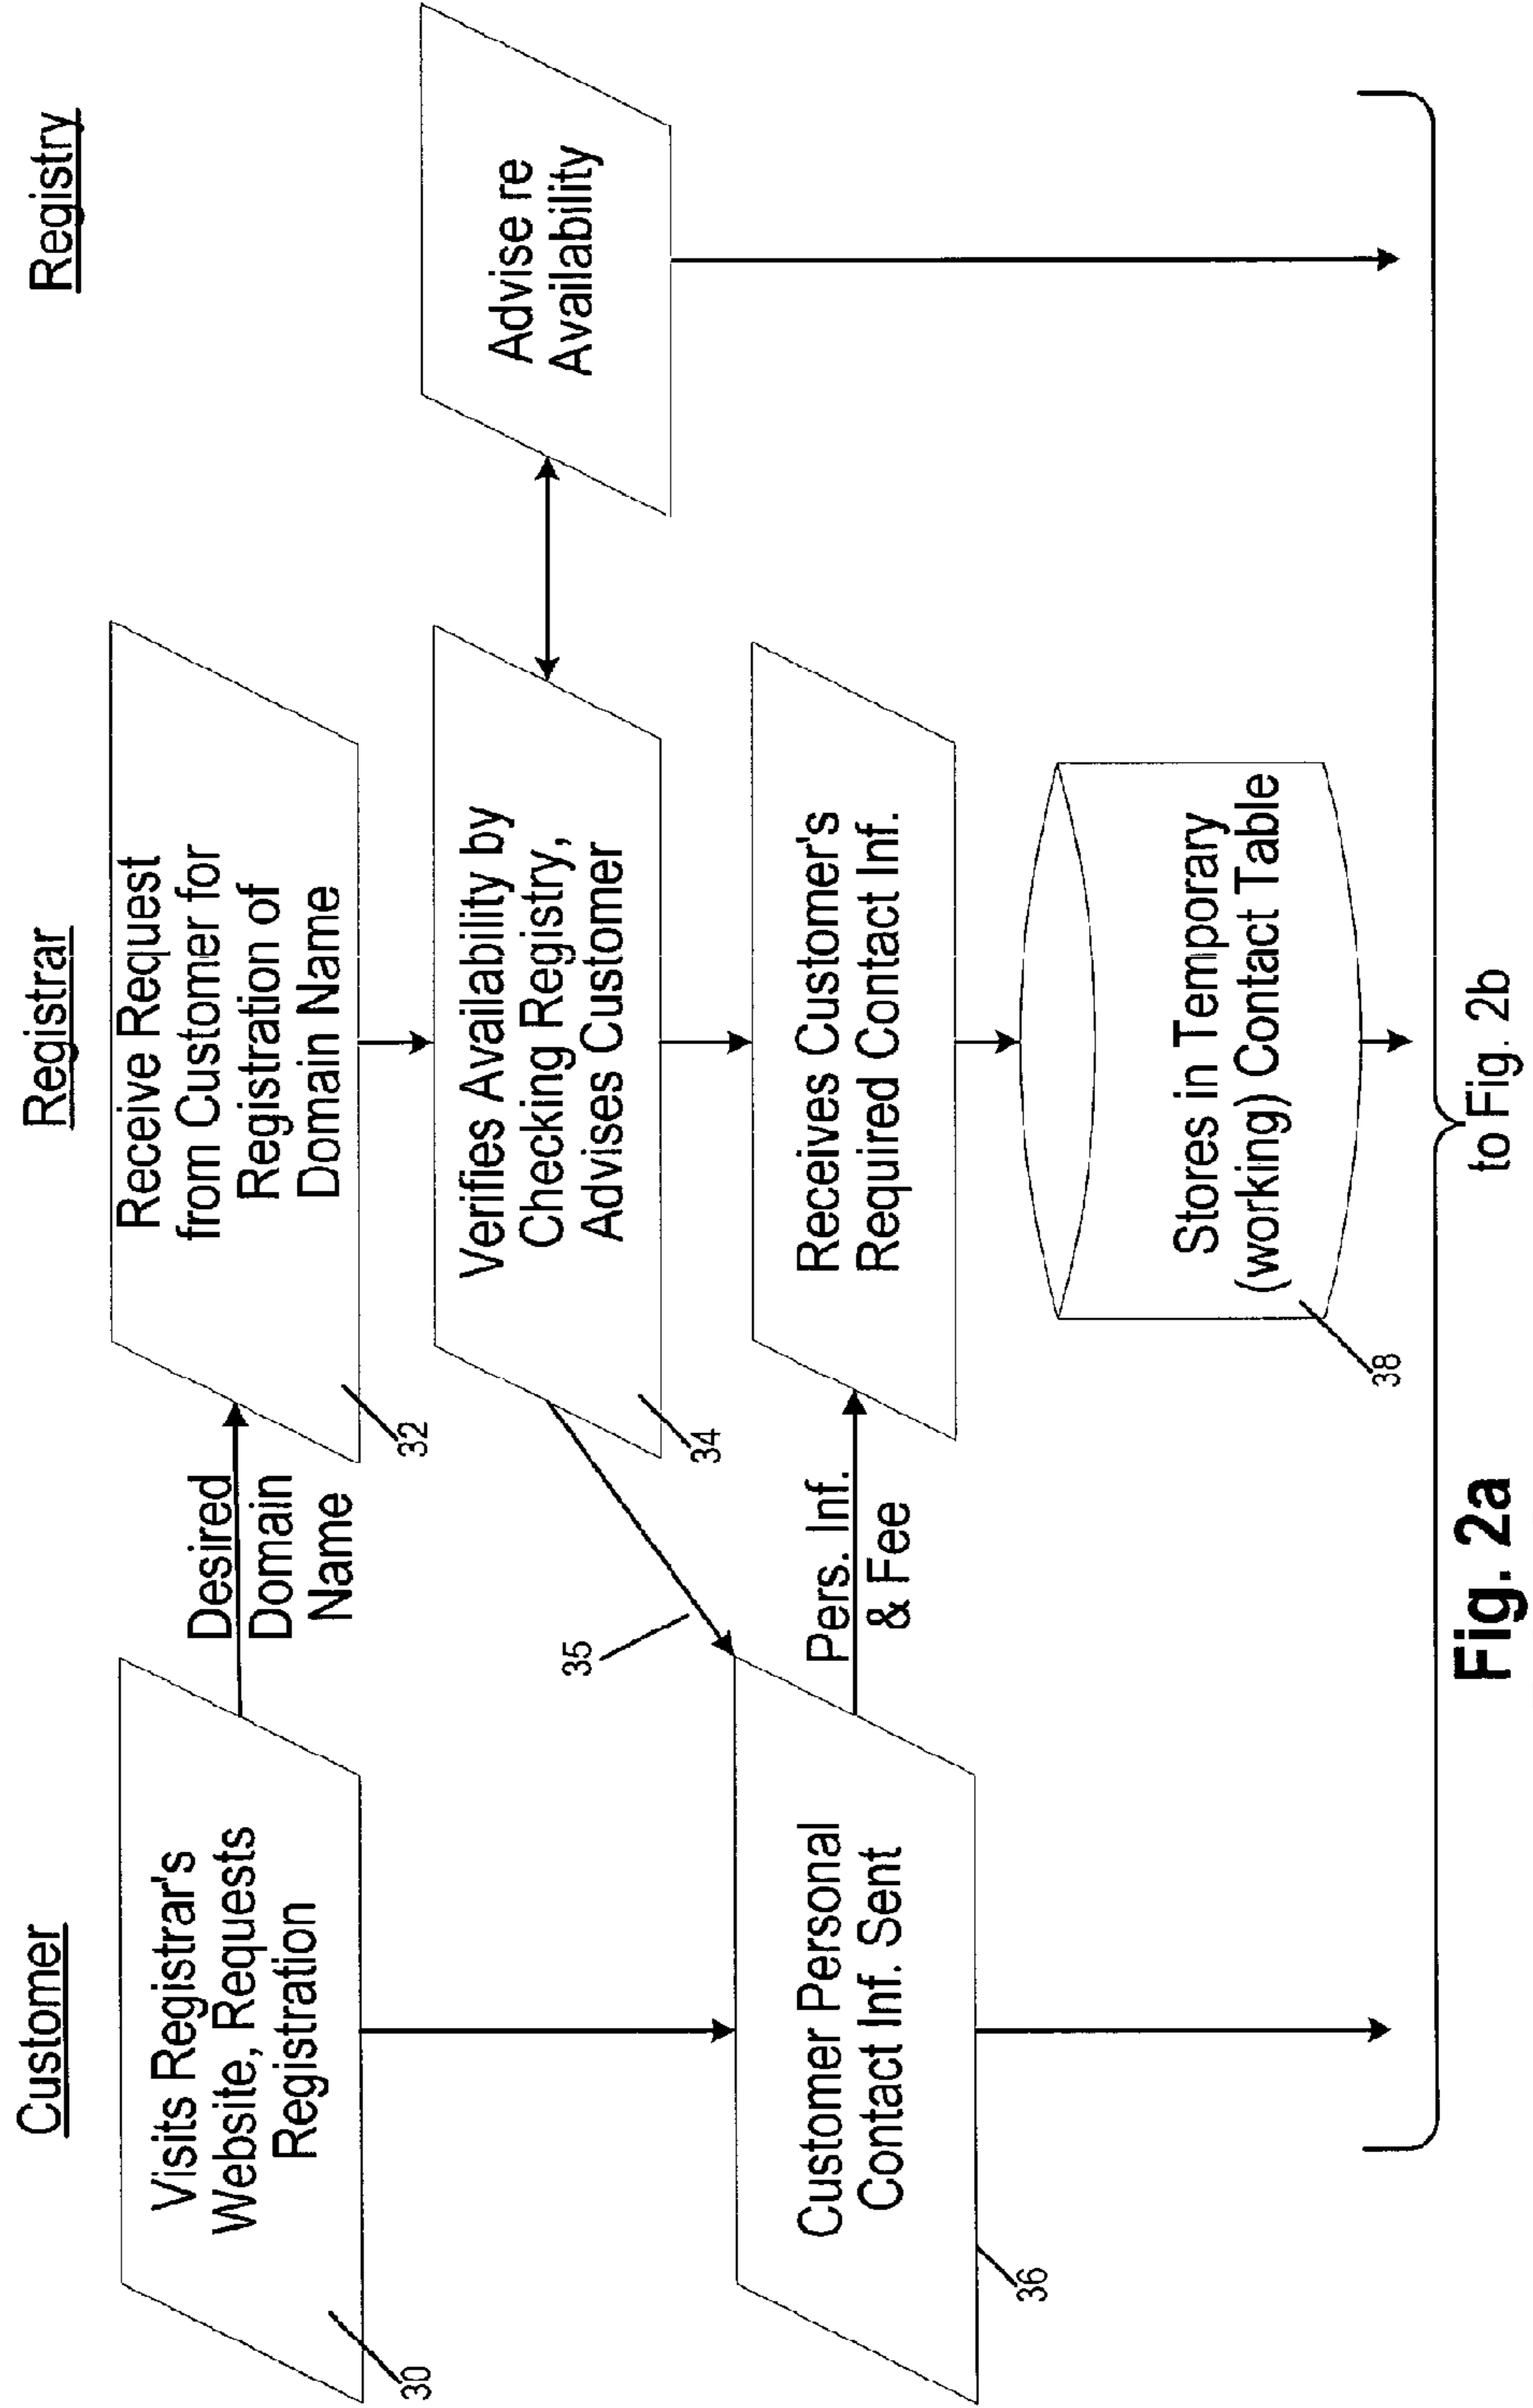 Customer
Registrar
Registry
Visits Registrar's
Website, Requests
Registration
30
Desired
Domain
Name
Receive Request
from Customer for
Registration of
Domain Name
32
Verifies Availability by
Checking Registry,
Advises Customer
34
Advise re
Availability
35
Customer Personal
Contact Inf. Sent
36
Pers. Inf.
& Fee
Receives Customer's
Required Contact Inf.
Stores in Temporary
(working) Contact Table
38
to Fig. 2b
Fig. 2a